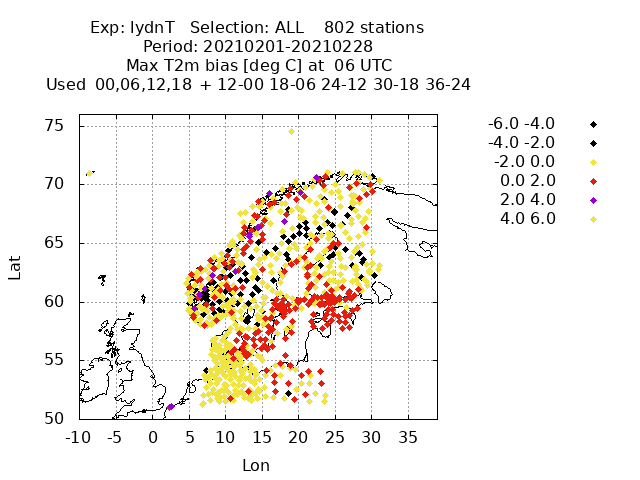 Exp: IydnT   Selection: ALL    802 stations
Period: 20210201-20210228
Max T2m bias [deg C] at  06 UTC
Used  00,06,12,18  + 12-00 18-06 24-12 30-18 36-24
-6.0 -4.0
-4.0 -2.0
-2.0 0.0
0.0 2.0
2.0 4.0
4.0 6.0
75
70
65
60
55
50
Lat
-10 -5 0 5 10 15 20 25 30 35
Lon